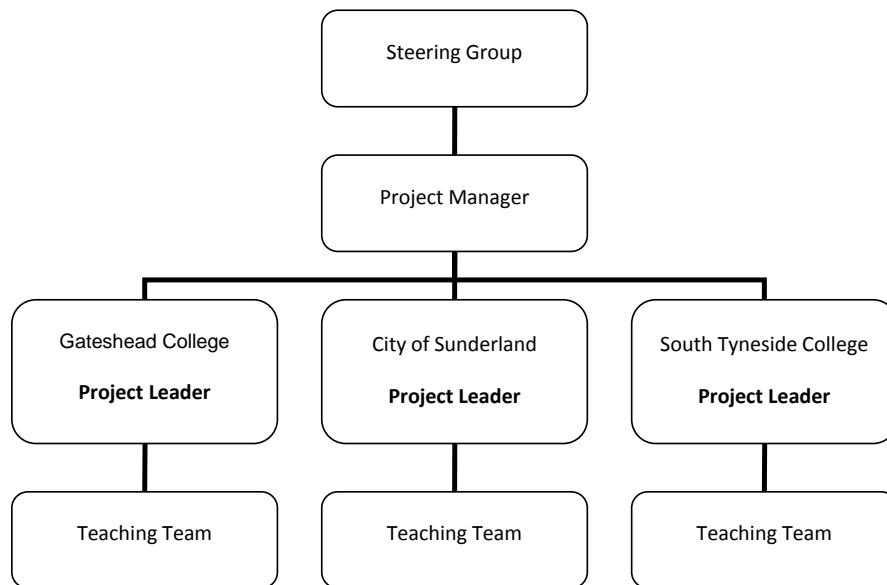 Steering Group
Project Manager
Gateshead College
Project Leader
City of Sunderland
Project Leader
South Tyneside College
Project Leader
Teaching Team
Teaching Team
Teaching Team